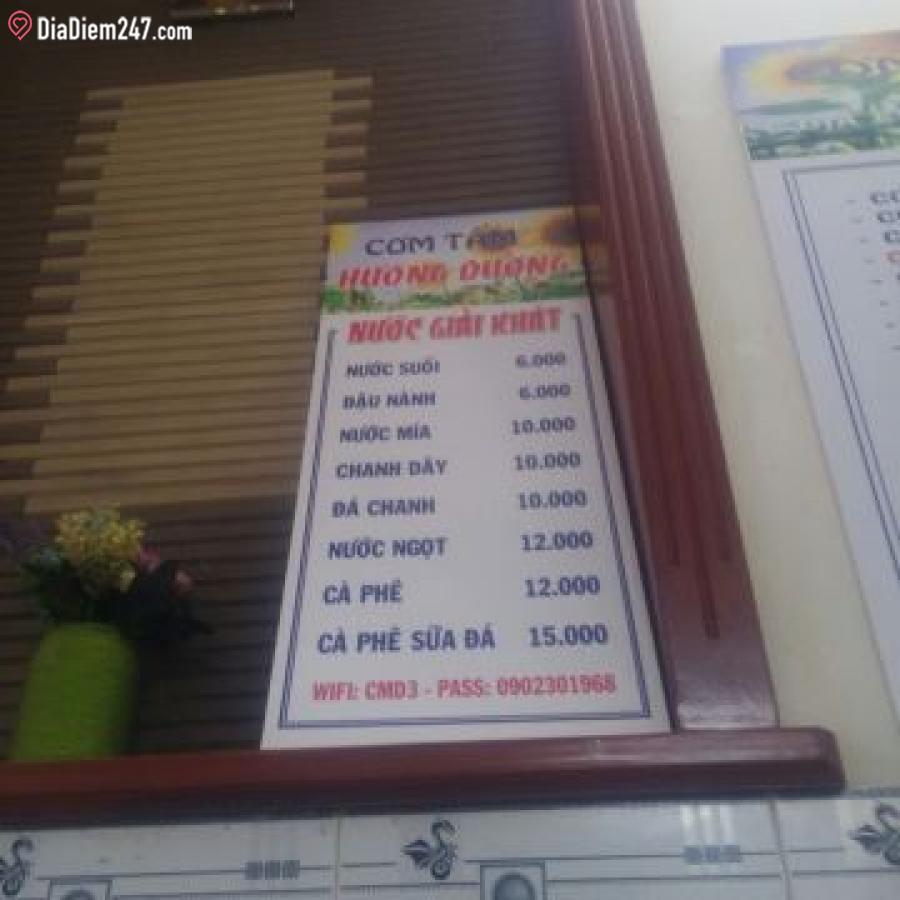 DiaDiem247.com
CƠM TẤM
HƯỚNG DƯƠNG
NƯỚC GIẢI KHÁT
NƯỚC SUỐI 6.000
ĐẬU NÀNH 6.000
NƯỚC MÍA 10.000
CHANH DÂY 10.000
ĐÁ CHANH 10.000
NƯỚC NGỌT 12.000
CÀ PHÊ 12.000
CÀ PHÊ SỮA ĐÁ 15.000
WIFI: CMD3 - PASS: 0902301968